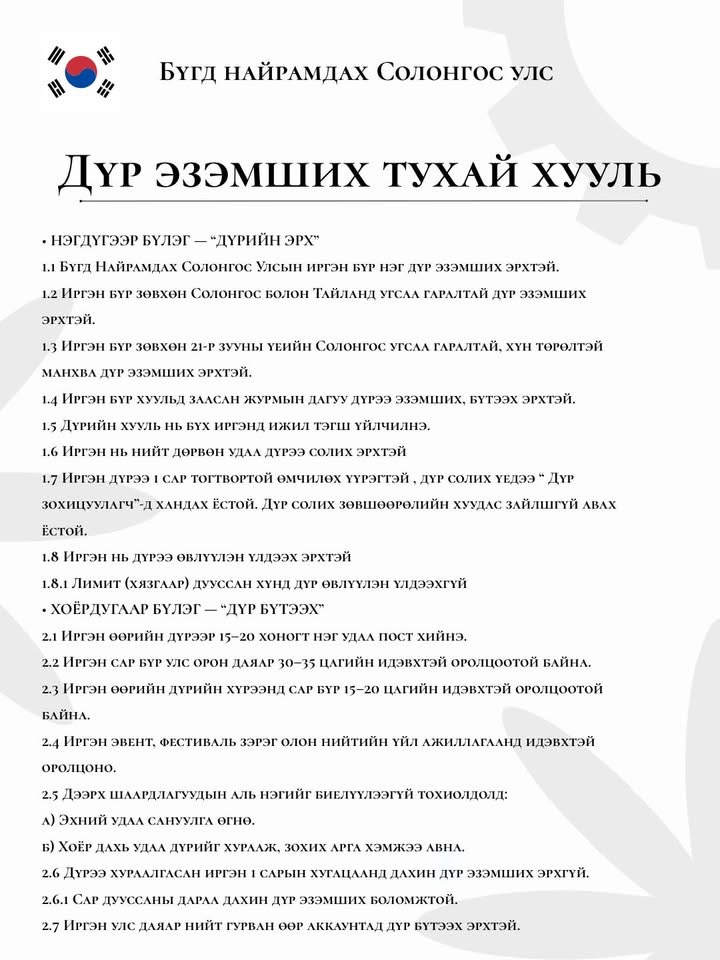 Бүгд найрамдах Солонгос улс
Дүр эзэмших тухай хууль
• НЭГДҮГЭЭР БҮЛЭГ — “ДҮРИЙН ЭРХ”
1.1 Бүгд Найрамдах Солонгос Улсын иргэн бүр нэг дүр эзэмших эрхтэй.
1.2 Иргэн бүр зөвхөн Солонгос болон Тайланд угсаа гаралтай дүр эзэмших
эрхтэй.
1.3 Иргэн бүр зөвхөн 21-р зууны үеийн Солонгос угсаа гаралтай, хүн төрөлтэй
манхва дүр эзэмших эрхтэй.
1.4 Иргэн бүр хуульд заасан журмын дагуу дүрээ эзэмших, бүтээх эрхтэй.
1.5 Дүрийн хууль нь бүх иргэнд ижил тэгш үйлчилнэ.
1.6 Иргэн нь нийт дөрвөн удаа дүрээ солих эрхтэй
1.7 Иргэн дүрээ 1 сар тогтвортой өмчилөх үүрэгтэй , дүр солих үедээ “ Дүр
зохицуулагч”-д хандах ёстой. Дүр солих зөвшөөрөлийн хуудас зайлшгүй авах
ёстой.
1.8 Иргэн нь дүрээ өвлүүлэн үлдээх эрхтэй
1.8.1 Лимит (хязгаар) дууссан хүнд дүр өвлүүлэн үлдээхгүй
• ХОЁРДУГААР БҮЛЭГ — “ДҮР БҮТЭЭХ”
2.1 Иргэн өөрийн дүрээр 15–20 хоногт нэг удаа пост хийнэ.
2.2 Иргэн сар бүр улс орон даяар 30–35 цагийн идэвхтэй оролцоотой байна.
2.3 Иргэн өөрийн дүрийн хүрээнд сар бүр 15–20 цагийн идэвхтэй оролцоотой
байна.
2.4 Иргэн эвент, фестиваль зэрэг олон нийтийн үйл ажиллагаанд идэвхтэй
оролцоно.
2.5 Дээрх шаардлагуудын аль нэгийг биелүүлээгүй тохиолдолд:
а) Эхний удаа сануулга өгнө.
б) Хоёр дахь удаа дүрийг хурааж, зохих арга хэмжээ авна.
2.6 Дүрээ хураалгасан иргэн 1 сарын хугацаанд дахин дүр эзэмших эрхгүй.
2.6.1 Сар дууссаны дараа дахин дүр эзэмших боломжтой.
2.7 Иргэн улс даяар нийт гурван өөр аккаунтад дүр бүтээх эрхтэй.